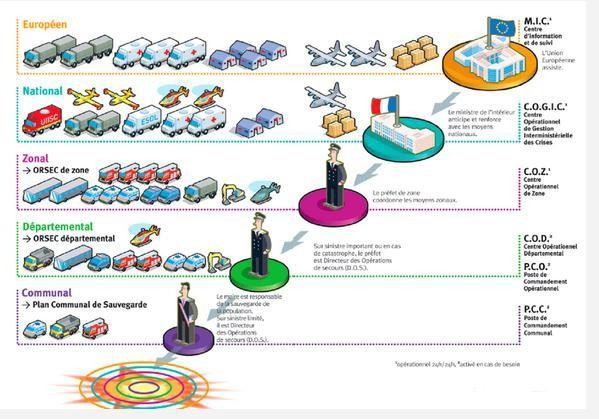 Européen
M.I.C.¹
Centre
d'Information
et de suivi
L'Union
Européenne
assiste.
National
UIISC
ESOL
Le ministre de l'intérieur
anticipe et renforce
avec les moyens
nationaux.
C.O.G.I.C.¹
Centre
Opérationnel
de Gestion
Interministérielle
des Crises
Zonal
→ ORSEC de zone
Le préfet de zone
coordonne les moyens zonaux.
C.O.Z.¹
Centre
Opérationnel
de Zone
Départemental
→ ORSEC départemental
Sur sinistre important ou en cas
de catastrophe, le préfet
est Directeur des Opérations
de secours (D.O.S.).
C.O.D.²
Centre Opérationnel
Départemental
P.C.O.²
Poste de
Commandement
Opérationnel
Communal
→ Plan Communal de Sauvegarde
Le maire est responsable
de la sauvegarde de
la population.
Sur sinistre limité,
il est Directeur
des Opérations
de secours (D.O.S.).
P.C.C.²
Poste de
Commandement
Communal
¹opérationnel 24h/24h, ²activé en cas de besoin